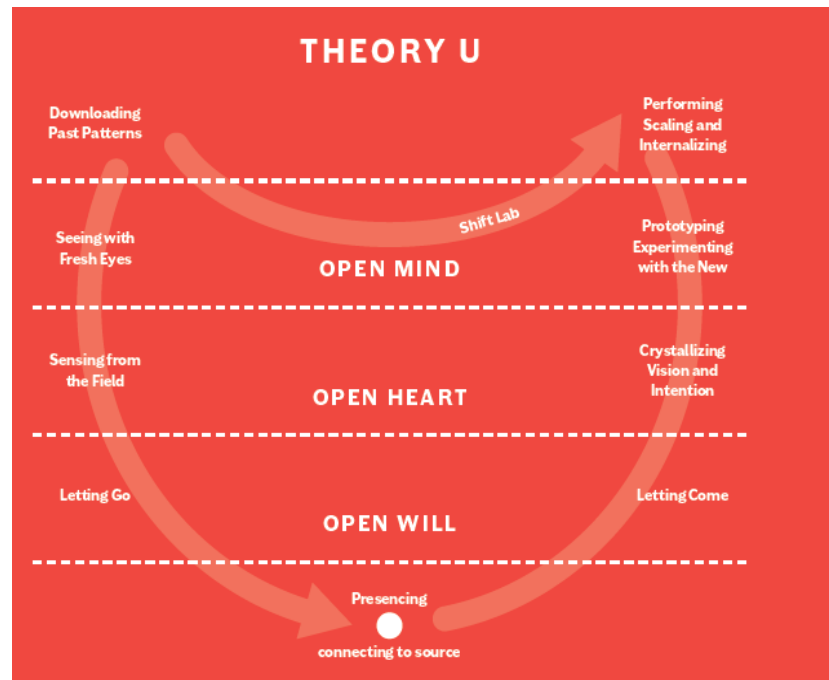 THEORY U
Downloading
Past Patterns
Performing
Scaling and
Internalizing
Shift Lab
Seeing with
Fresh Eyes
OPEN MIND
Prototyping
Experimenting
with the New
Sensing from
the Field
OPEN HEART
Crystallizing
Vision and
Intention
Letting Go
OPEN WILL
Letting Come
Presencing
connecting to source